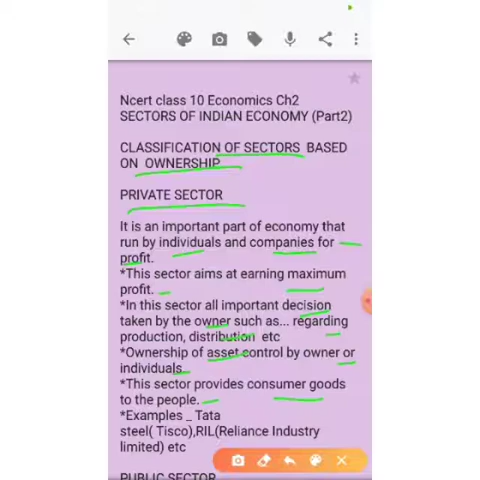 Ncert class 10 Economics Ch2
SECTORS OF INDIAN ECONOMY (Part2)
CLASSIFICATION OF SECTORS BASED
ON OWNERSHIP
PRIVATE SECTOR
It is an important part of economy that
run by individuals and companies for
profit.
*This sector aims at earning maximum
profit.
*In this sector all important decision
taken by the owner such as... regarding
production, distribution etc
*Ownership of asset control by owner or
individuals.
*This sector provides consumer goods
to the people.
*Examples _ Tata
steel( Tisco),RIL(Reliance Industry
limited) etc
PUBLIC SECTOR